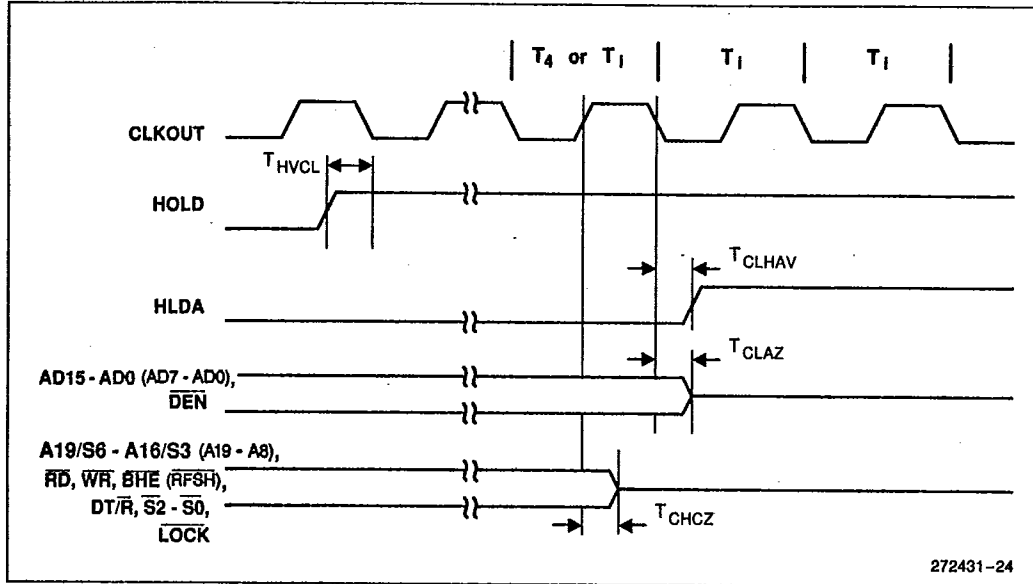 T4 or Ti Ti Ti
CLKOUT
THVCL
HOLD
TCLHAV
HLDA
TCLAZ
AD15 - AD0 (AD7 - AD0),
DEN
A19/S6 - A16/S3 (A19 - A8),
RD, WR, BHE (RFSH),
DT/R, S2 - S0,
LOCK
TCHCZ
272431-24